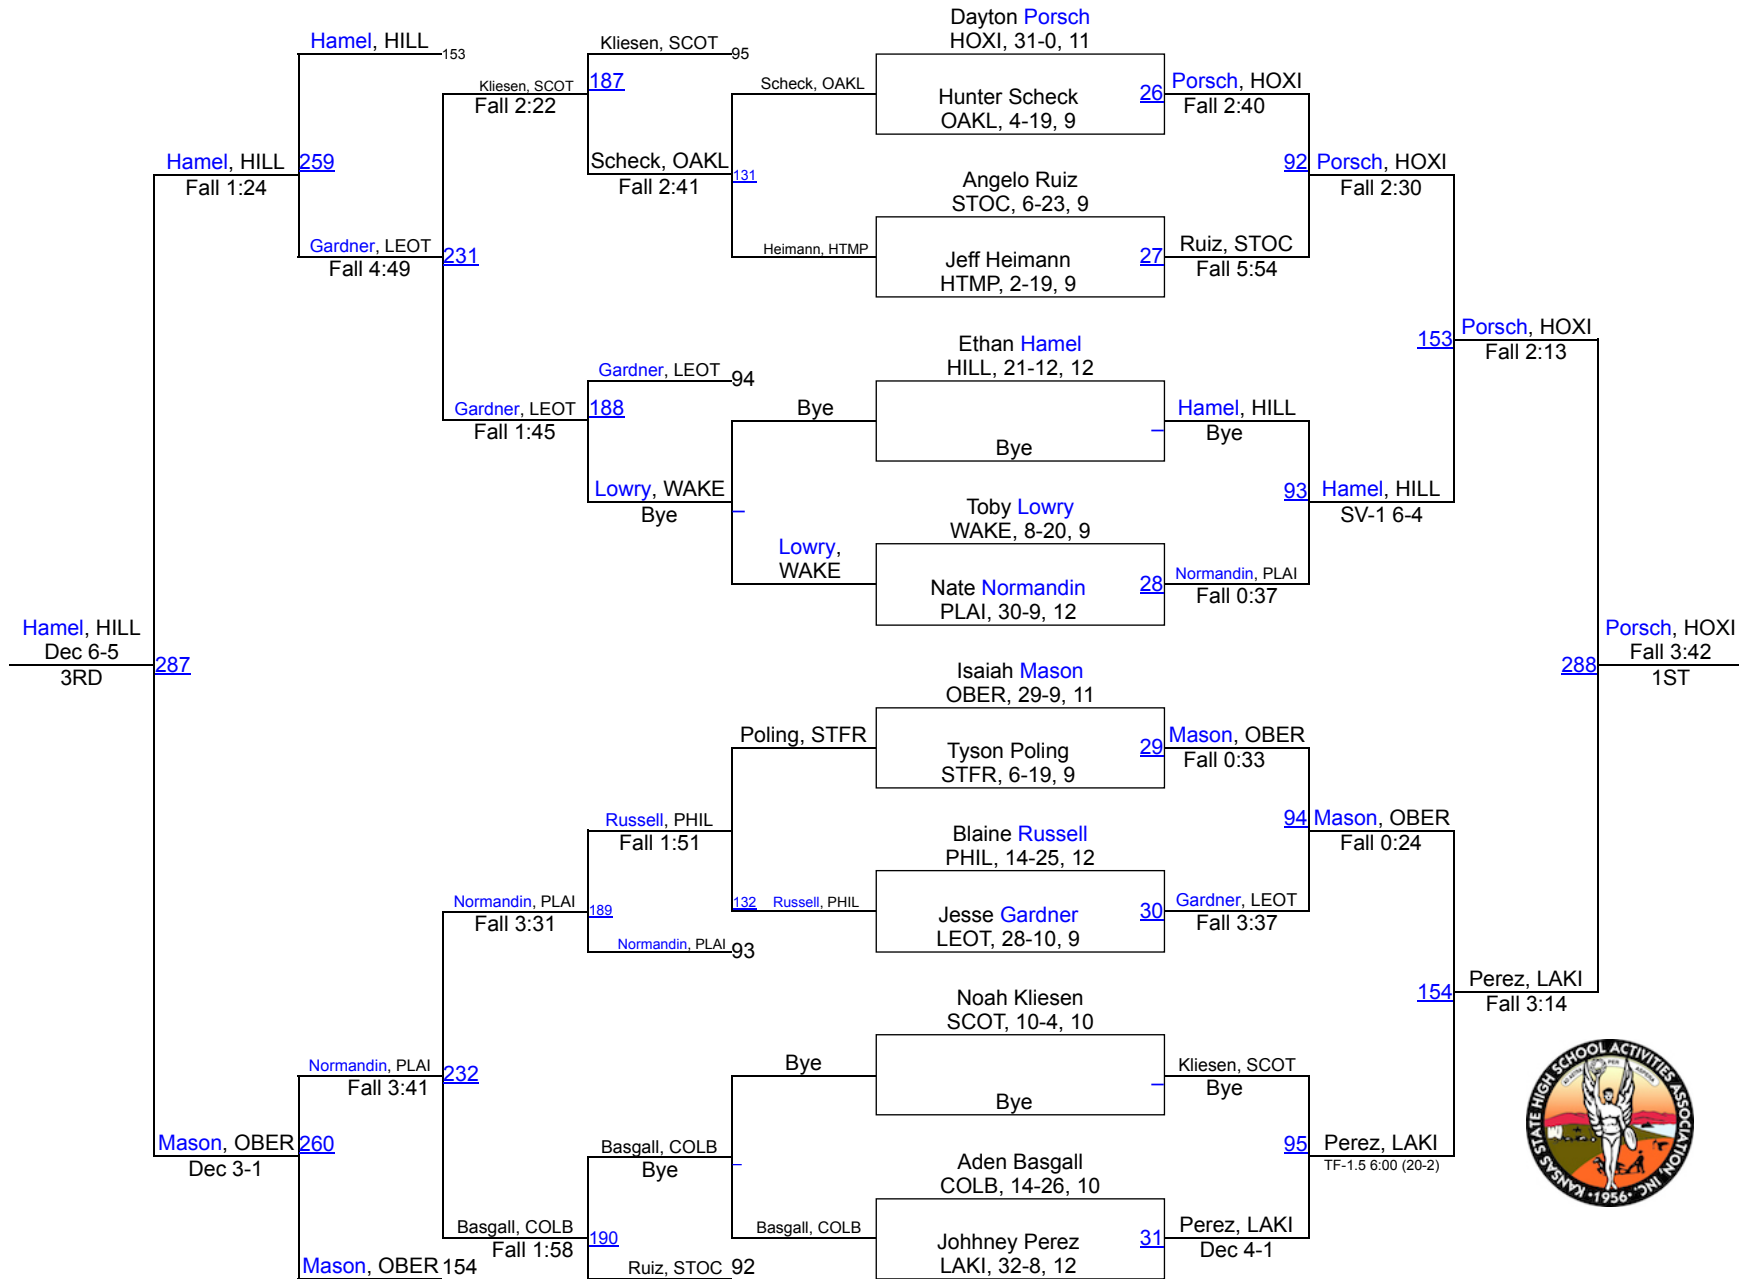 Dayton Porsch
HOXI, 31-0, 11
Hunter Scheck
OAKL, 4-19, 9
26
Angelo Ruiz
STOC, 6-23, 9
Jeff Heimann
HTMP, 2-19, 9
27
Ethan Hamel
HILL, 21-12, 12
Bye
–
Toby Lowry
WAKE, 8-20, 9
Nate Normandin
PLAI, 30-9, 12
28
Isaiah Mason
OBER, 29-9, 11
Tyson Poling
STFR, 6-19, 9
29
Blaine Russell
PHIL, 14-25, 12
Jesse Gardner
LEOT, 28-10, 9
30
Noah Kliesen
SCOT, 10-4, 10
Bye
–
Aden Basgall
COLB, 14-26, 10
Johhney Perez
LAKI, 32-8, 12
31
Porsch, HOXI
Fall 2:40
92
Ruiz, STOC
Fall 5:54
Hamel, HILL
Bye
93
Normandin, PLAI
Fall 0:37
Mason, OBER
Fall 0:33
94
Gardner, LEOT
Fall 3:37
Kliesen, SCOT
Bye
95
Perez, LAKI
Dec 4-1
Porsch, HOXI
Fall 2:30
153
Hamel, HILL
SV-1 6-4
Mason, OBER
Fall 0:24
154
Perez, LAKI
TF-1.5 6:00 (20-2)
Porsch, HOXI
Fall 2:13
288
Perez, LAKI
Fall 3:14
Porsch, HOXI
Fall 3:42
1ST
Scheck, OAKL
131
Heimann, HTMP
Bye
–
Lowry,
WAKE
Poling, STFR
132
Russell, PHIL
Bye
–
Basgall, COLB
Kliesen, SCOT
95
187
Scheck, OAKL
Fall 2:41
Gardner, LEOT
94
188
Lowry, WAKE
Bye
Russell, PHIL
Fall 1:51
189
Normandin, PLAI
93
Basgall, COLB
Bye
190
Ruiz, STOC
92
Kliesen, SCOT
Fall 2:22
231
Gardner, LEOT
Fall 1:45
Normandin, PLAI
Fall 3:31
232
Basgall, COLB
Fall 1:58
Hamel, HILL
153
259
Gardner, LEOT
Fall 4:49
Normandin, PLAI
Fall 3:41
260
Mason, OBER
154
Hamel, HILL
Fall 1:24
287
Mason, OBER
Dec 3-1
Hamel, HILL
Dec 6-5
3RD
KANSAS STATE HIGH SCHOOL ACTIVITIES ASSOCIATION, INC.
AD ASTRA PER ASPERA
•1956•